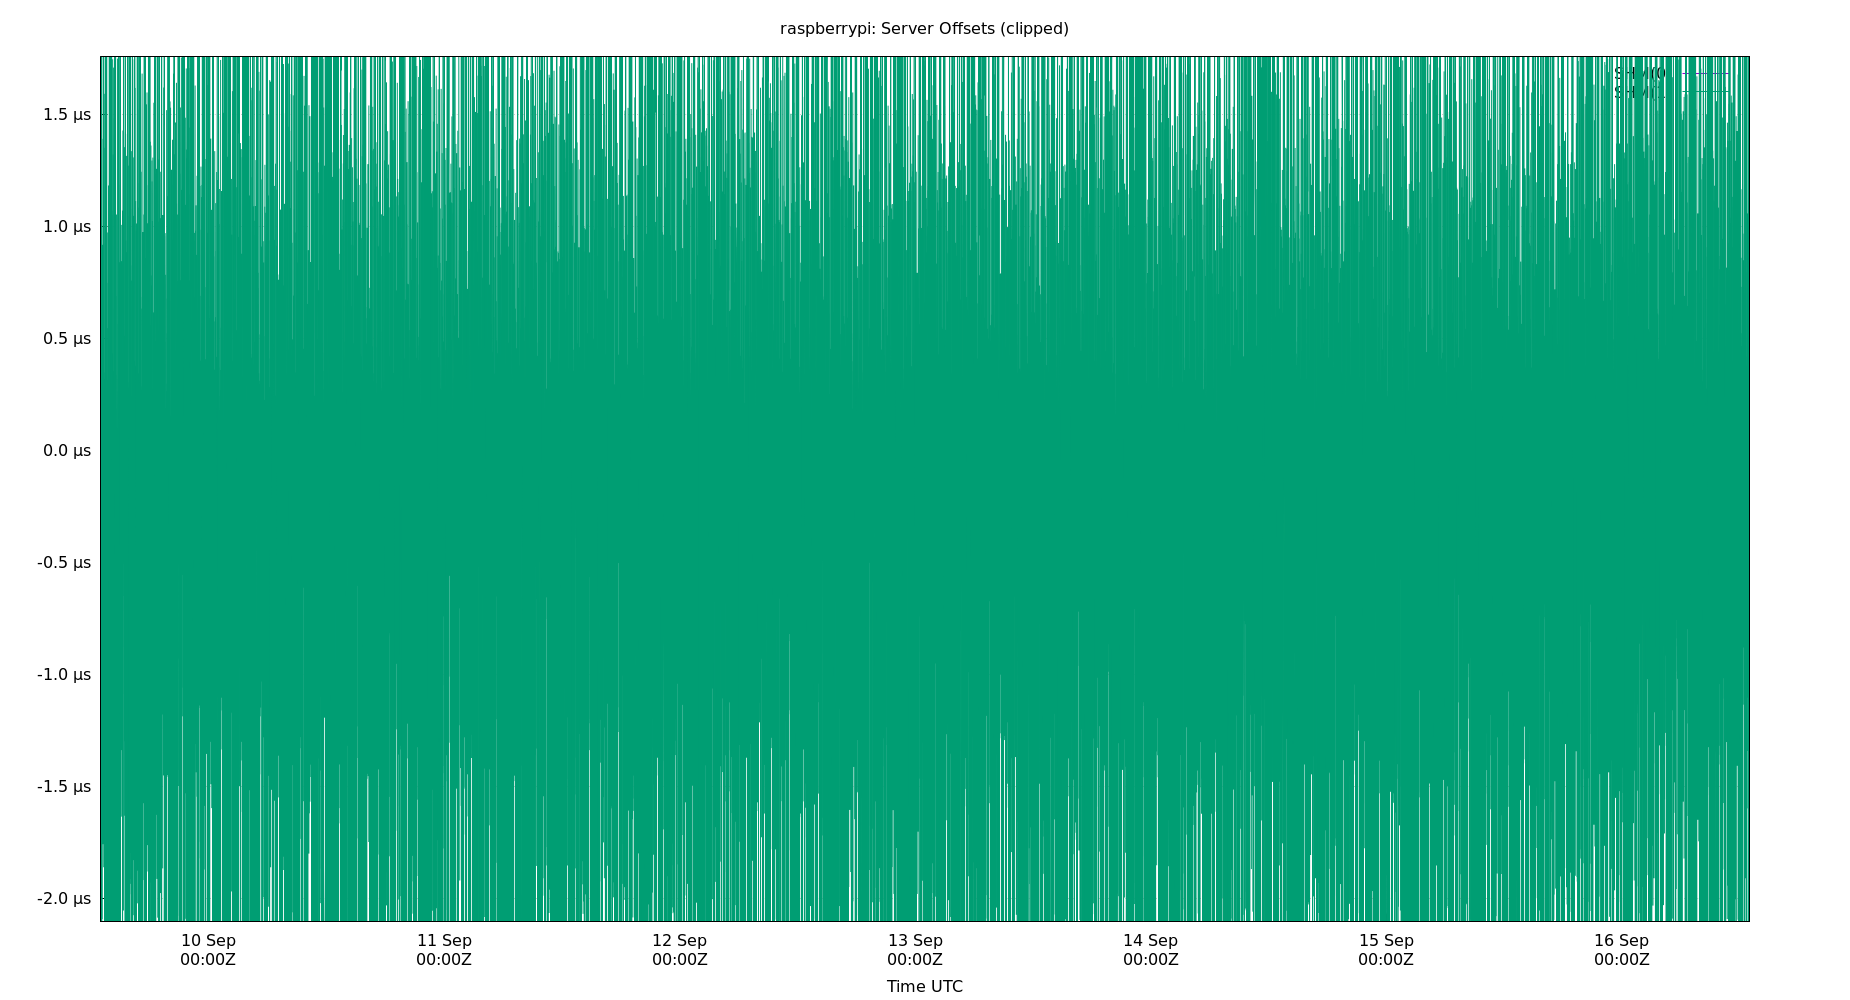 raspberrypi: Server Offsets (clipped)
1.5 µs
1.0 µs
0.5 µs
0.0 µs
-0.5 µs
-1.0 µs
-1.5 µs
-2.0 µs
10 Sep 11 Sep 12 Sep 13 Sep 14 Sep 15 Sep 16 Sep
00:00Z 00:00Z 00:00Z 00:00Z 00:00Z 00:00Z 00:00Z
Time UTC